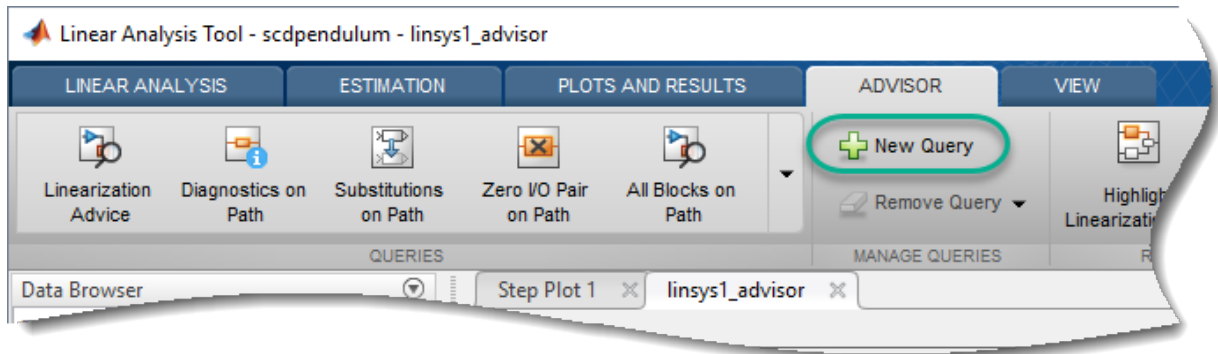 Linear Analysis Tool - scdpendulum - linsys1_advisor
LINEAR ANALYSIS
ESTIMATION
PLOTS AND RESULTS
ADVISOR
VIEW
Linearization
Advice
Diagnostics on
Path
Substitutions
on Path
Zero I/O Pair
on Path
All Blocks on
Path
New Query
Remove Query
QUERIES
MANAGE QUERIES
Data Browser
Step Plot 1
linsys1_advisor